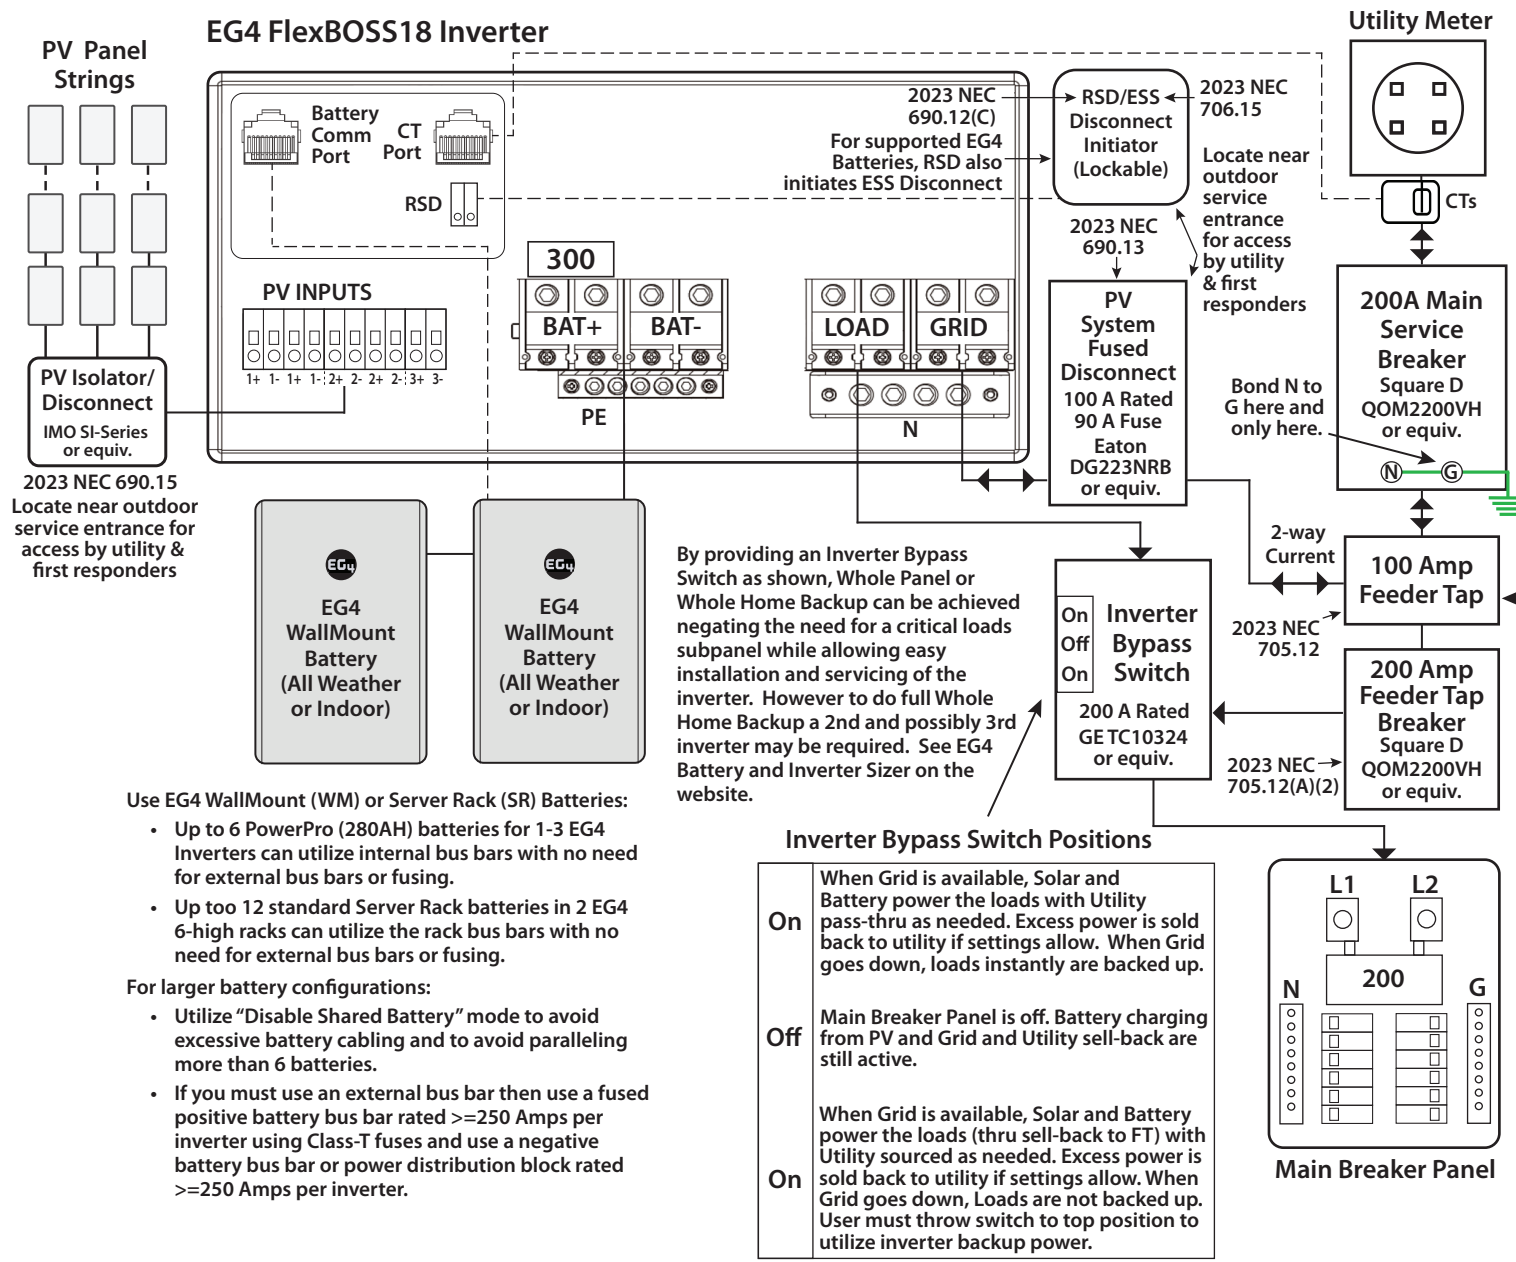 EG4 FlexBOSS18 Inverter
Utility Meter
PV Panel
Strings
Battery
Comm
Port
CT
Port
RSD
2023 NEC
690.12(C)
For supported EG4
Batteries, RSD also
initiates ESS Disconnect
RSD/ESS
Disconnect
Initiator
(Lockable)
2023 NEC
706.15
Locate near
outdoor
service
entrance
for access
by utility
& first
responders
CTs
2023 NEC
690.13
PV INPUTS
1+ 1- 1+ 1- 2+ 2- 2+ 2- 3+ 3-
300
BAT+ BAT-
PE
LOAD GRID
N
PV Isolator/
Disconnect
IMO SI-Series
or equiv.
2023 NEC 690.15
Locate near outdoor
service entrance for
access by utility &
first responders
PV
System
Fused
Disconnect
100 A Rated
90 A Fuse
Eaton
DG223NRB
or equiv.
200A Main
Service
Breaker
Square D
QOM2200VH
or equiv.
N G
Bond N to
G here and
only here.
2-way
Current
100 Amp
Feeder Tap
2023 NEC
705.12
200 Amp
Feeder Tap
Breaker
Square D
QOM2200VH
or equiv.
2023 NEC
705.12(A)(2)
EG4
EG4
WallMount
Battery
(All Weather
or Indoor)
EG4
EG4
WallMount
Battery
(All Weather
or Indoor)
By providing an Inverter Bypass
Switch as shown, Whole Panel or
Whole Home Backup can be achieved
negating the need for a critical loads
subpanel while allowing easy
installation and servicing of the
inverter. However to do full Whole
Home Backup a 2nd and possibly 3rd
inverter may be required. See EG4
Battery and Inverter Sizer on the
website.
On
Off
On
Inverter
Bypass
Switch
200 A Rated
GE TC10324
or equiv.
Use EG4 WallMount (WM) or Server Rack (SR) Batteries:
• Up to 6 PowerPro (280AH) batteries for 1-3 EG4
Inverters can utilize internal bus bars with no need
for external bus bars or fusing.
• Up too 12 standard Server Rack batteries in 2 EG4
6-high racks can utilize the rack bus bars with no
need for external bus bars or fusing.
For larger battery configurations:
• Utilize “Disable Shared Battery” mode to avoid
excessive battery cabling and to avoid paralleling
more than 6 batteries.
• If you must use an external bus bar then use a fused
positive battery bus bar rated >=250 Amps per
inverter using Class-T fuses and use a negative
battery bus bar or power distribution block rated
>=250 Amps per inverter.
Inverter Bypass Switch Positions
On
When Grid is available, Solar and
Battery power the loads with Utility
pass-thru as needed. Excess power is sold
back to utility if settings allow. When Grid
goes down, loads instantly are backed up.
Off
Main Breaker Panel is off. Battery charging
from PV and Grid and Utility sell-back are
still active.
On
When Grid is available, Solar and Battery
power the loads (thru sell-back to FT) with
Utility sourced as needed. Excess power is
sold back to utility if settings allow. When
Grid goes down, Loads are not backed up.
User must throw switch to top position to
utilize inverter backup power.
L1 L2
200
N G
Main Breaker Panel